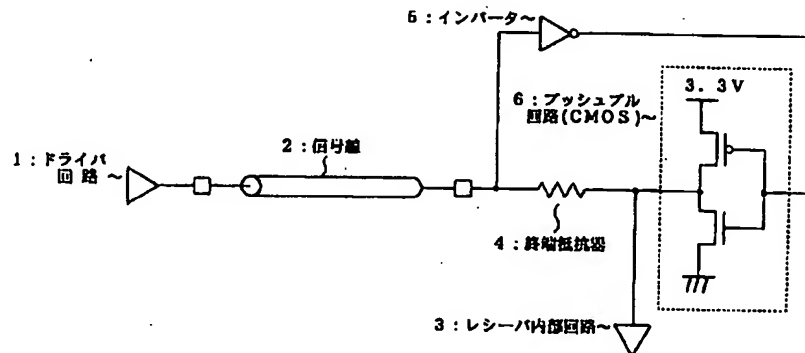 5:インバータ~
3.3V
6:プッシュプル
回路(CMOS)~
2:信号線
1:ドライバ
回路~
4:終端抵抗器
3:レシーバ内部回路~